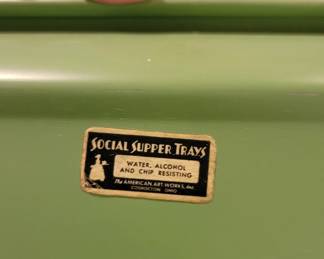 SOCIAL SUPPER TRAYS
WATER, ALCOHOL
AND CHIP RESISTING
The AMERICAN ART WORKS, Inc.
COSHOCTON OHIO